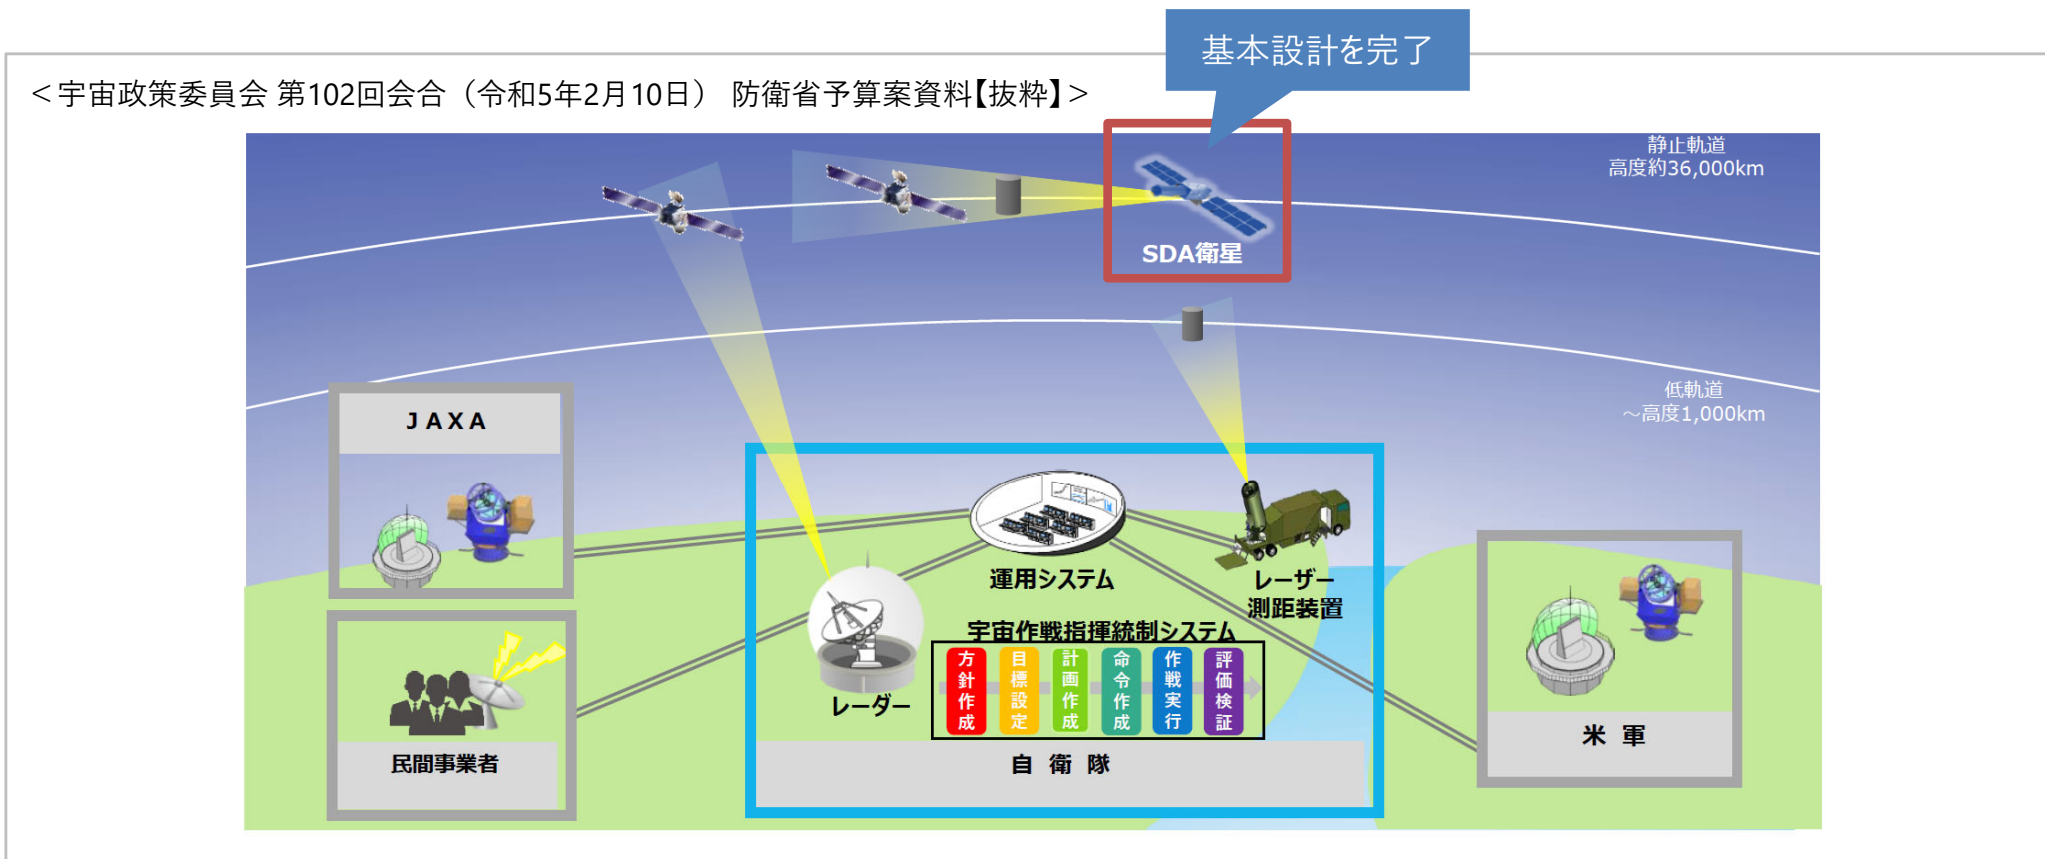 基本設計を完了
＜宇宙政策委員会 第102回会合（令和5年2月10日） 防衛省予算案資料【抜粋】＞
静止軌道
高度約36,000km
SDA衛星
低軌道
～高度1,000km
ＪＡＸＡ
運用システム
レーザー
測距装置
宇宙作戦指揮統制システム
方針作成
目標設定
計画作成
命令作成
作戦実行
評価検証
レーダー
民間事業者
自 衛 隊
米 軍